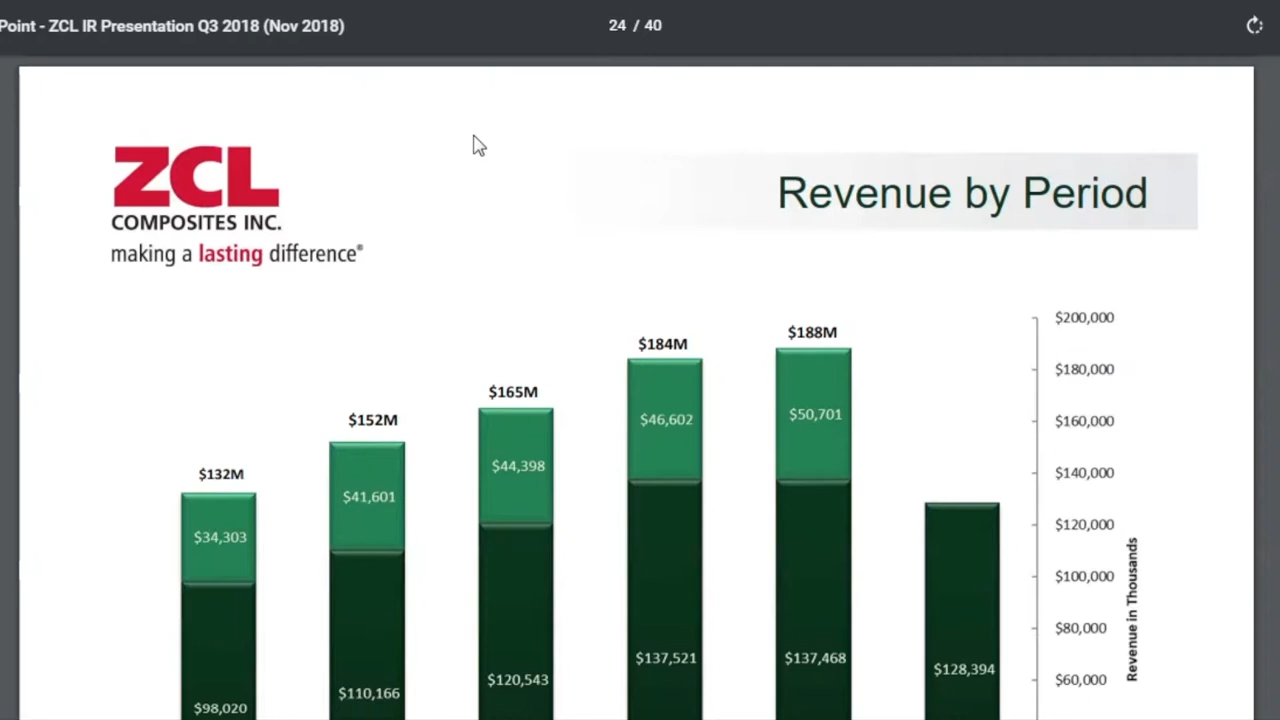 Point - ZCL IR Presentation Q3 2018 (Nov 2018)
24 / 40
ZCL
COMPOSITES INC.
making a lasting difference®
Revenue by Period
$200,000
$188M
$184M
$180,000
$165M
$50,701
$152M
$46,602
$160,000
$132M
$44,398
$140,000
$41,601
$120,000
$34,303
$100,000
$80,000
Revenue in Thousands
$137,521
$137,468
$128,394
$120,543
$60,000
$110,166
$98,020